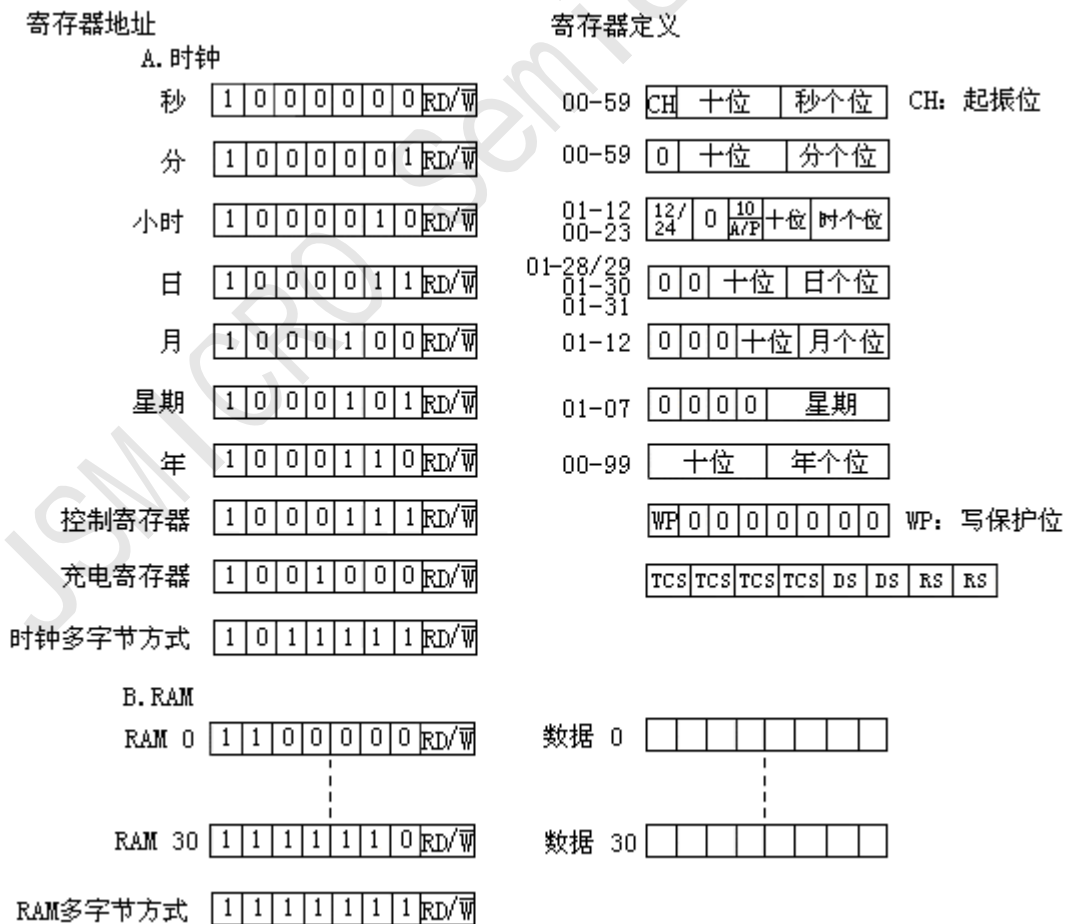 寄存器地址 寄存器定义
A.时钟
秒 1 0 0 0 0 0 0 RD/W̅ 00-59 CH 十位 秒个位 CH: 起振位
分 1 0 0 0 0 0 1 RD/W̅ 00-59 0 十位 分个位
小时 1 0 0 0 0 1 0 RD/W̅ 01-12 00-23 12/24 0 10 A/P 十位 时个位
日 1 0 0 0 0 1 1 RD/W̅ 01-28/29 01-30 01-31 0 0 十位 日个位
月 1 0 0 0 1 0 0 RD/W̅ 01-12 0 0 0 十位 月个位
星期 1 0 0 0 1 0 1 RD/W̅ 01-07 0 0 0 0 星期
年 1 0 0 0 1 1 0 RD/W̅ 00-99 十位 年个位
控制寄存器 1 0 0 0 1 1 1 RD/W̅ WP 0 0 0 0 0 0 0 WP: 写保护位
充电寄存器 1 0 0 1 0 0 0 RD/W̅ TCS TCS TCS TCS DS DS RS RS
时钟多字节方式 1 0 1 1 1 1 1 RD/W̅
B.RAM
RAM 0 1 1 0 0 0 0 0 RD/W̅ 数据 0
RAM 30 1 1 1 1 1 1 0 RD/W̅ 数据 30
RAM多字节方式 1 1 1 1 1 1 1 RD/W̅
JSMICRO Semic